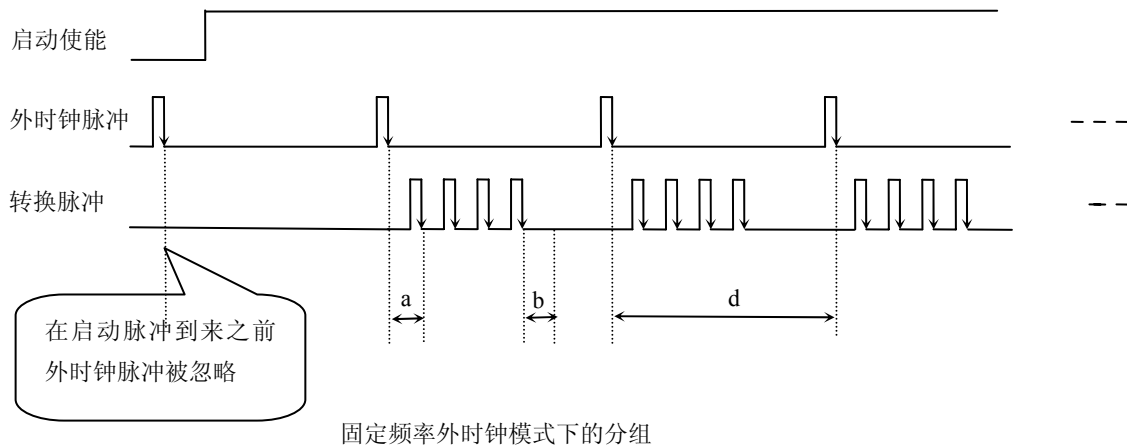 启动使能
外时钟脉冲
转换脉冲
a
b
d
在启动脉冲到来之前
外时钟脉冲被忽略
固定频率外时钟模式下的分组